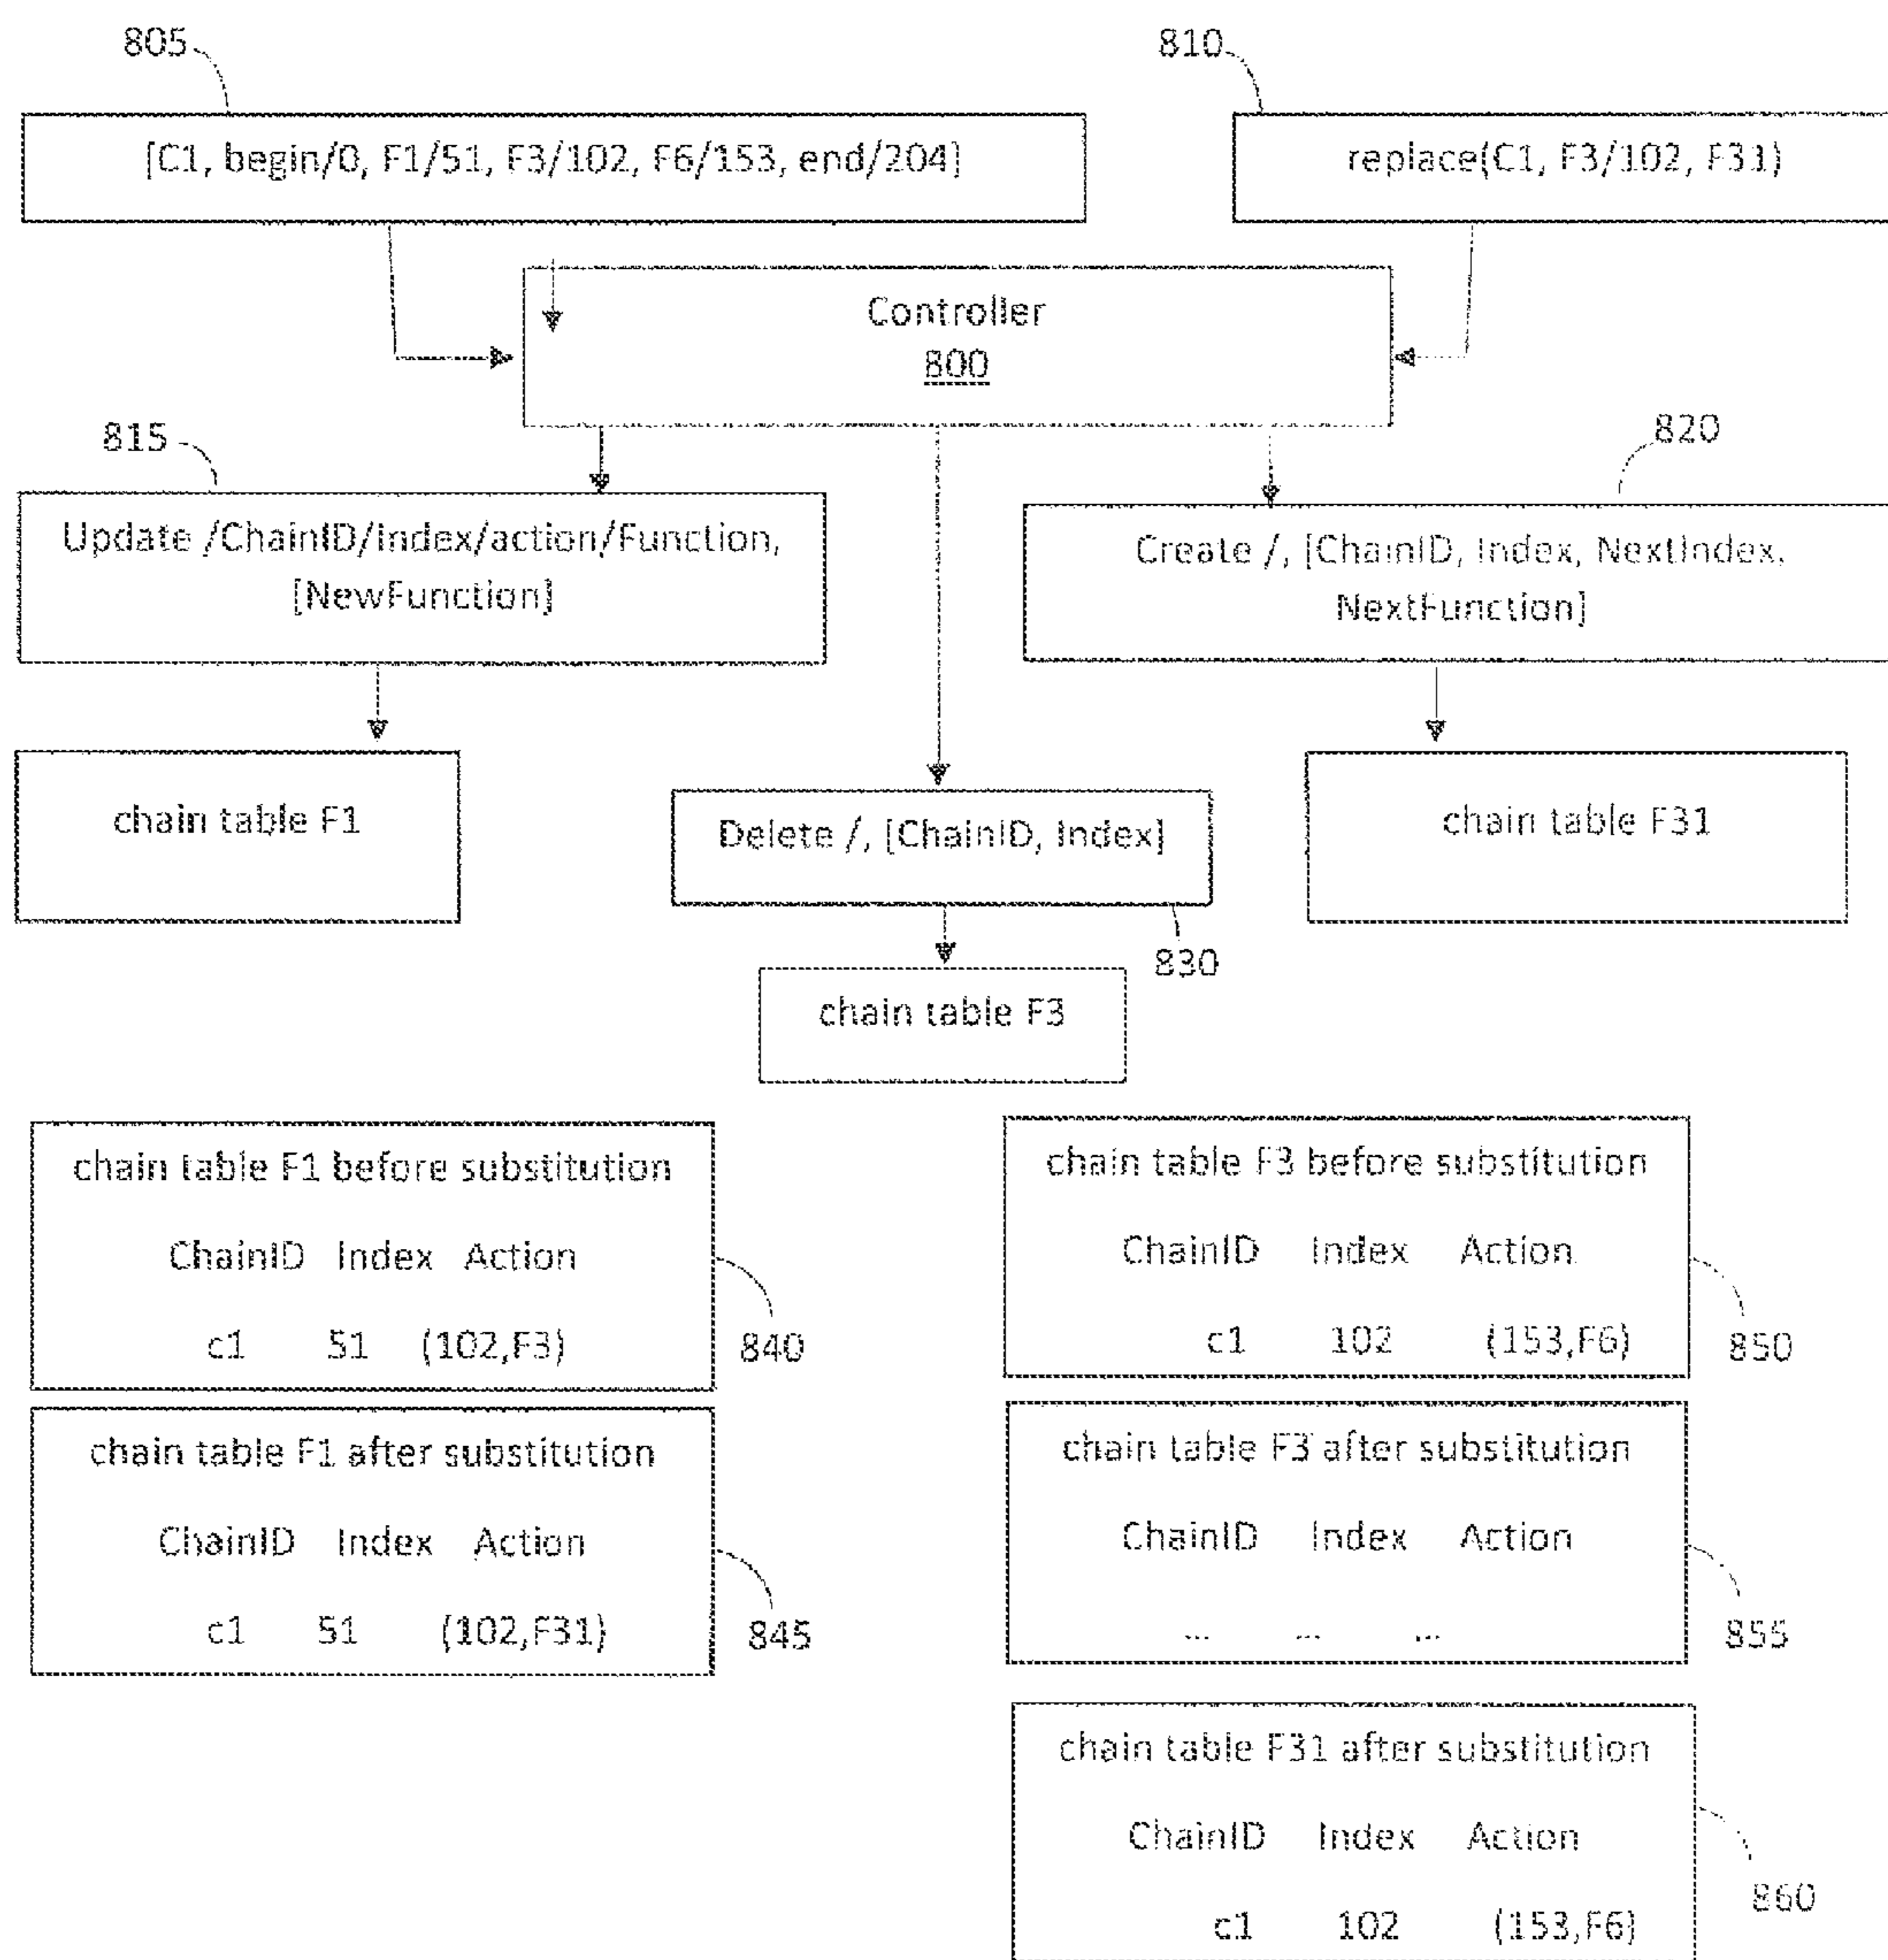 805
810
[C1, begin/0, F1/51, F3/102, F6/153, end/204]
replace(C1, F3/102, F31)
Controller
800
815
820
Update /ChainID/Index/action/Function,
[NewFunction]
Create /, [ChainID, Index, NextIndex,
NextFunction]
chain table F1
Delete /, [ChainID, Index]
chain table F31
830
chain table F3
chain table F1 before substitution
ChainID Index Action
c1 51 (102,F3)
840
chain table F3 before substitution
ChainID Index Action
c1 102 (153,F6)
850
chain table F1 after substitution
ChainID Index Action
c1 51 (102,F31)
845
chain table F3 after substitution
ChainID Index Action
... ... ...
855
chain table F31 after substitution
ChainID Index Action
c1 102 (153,F6)
860